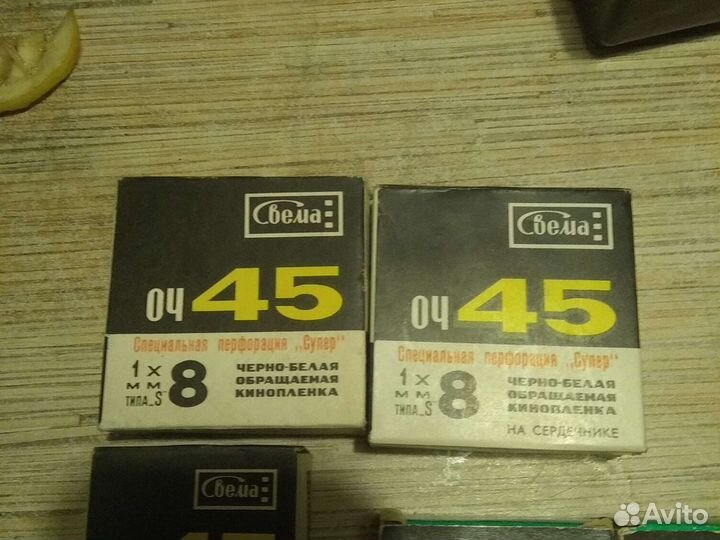 Свема
ОЧ 45
Специальная перфорация „Супер"
1 х 8
мм
типа „S"
ЧЕРНО-БЕЛАЯ
ОБРАЩАЕМАЯ
КИНОПЛЕНКА
Свема
ОЧ 45
Специальная перфорация „Супер"
1 х 8
мм
типа „S"
ЧЕРНО-БЕЛАЯ
ОБРАЩАЕМАЯ
КИНОПЛЕНКА
НА СЕРДЕЧНИКЕ
Свема
Avito